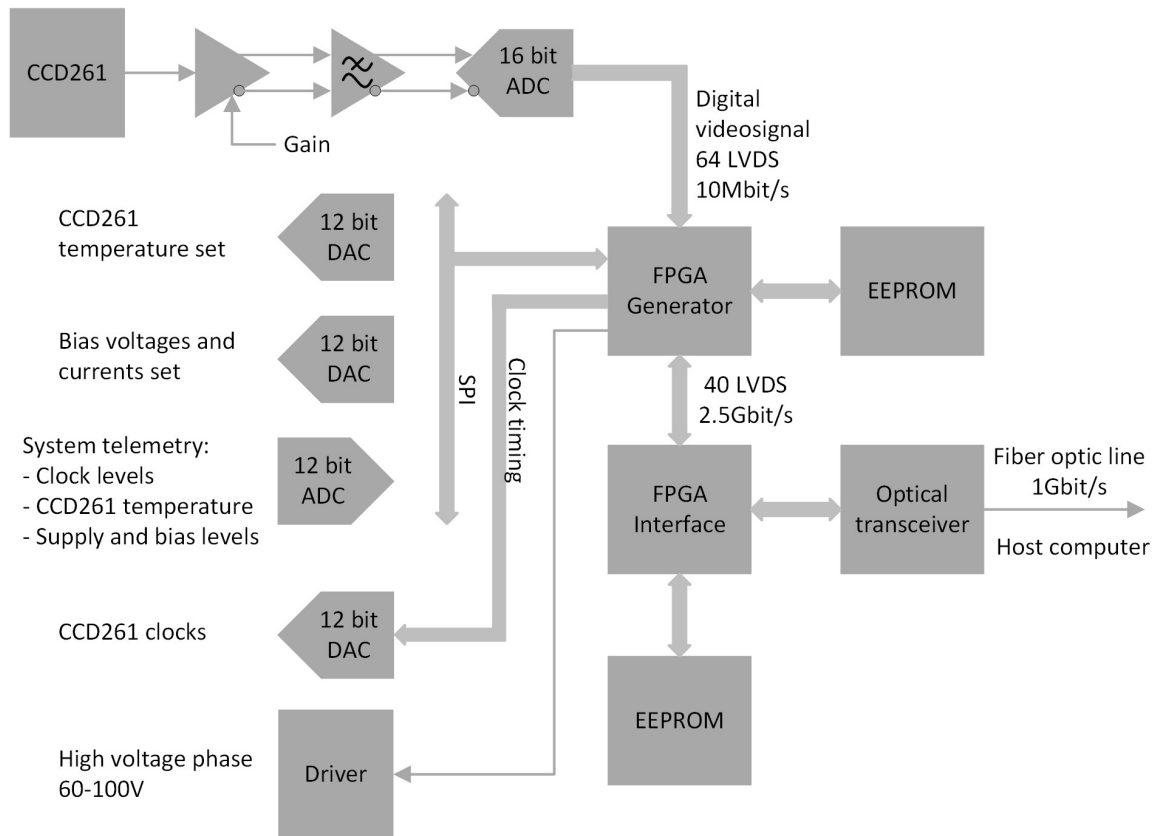 CCD261
16 bit
ADC
Gain
Digital
videosignal
64 LVDS
10Mbit/s
CCD261
temperature set
12 bit
DAC
FPGA
Generator
EEPROM
Bias voltages and
currents set
12 bit
DAC
SPI
Clock timing
40 LVDS
2.5Gbit/s
System telemetry:
- Clock levels
- CCD261 temperature
- Supply and bias levels
12 bit
ADC
FPGA
Interface
Optical
transceiver
Fiber optic line
1Gbit/s
Host computer
CCD261 clocks
12 bit
DAC
EEPROM
High voltage phase
60-100V
Driver